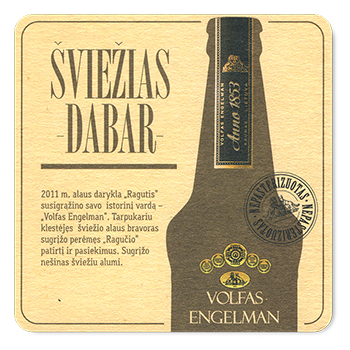 ŠVIEŽIAS
-DABAR-
2011 m. alaus darykla „Ragutis"
susigrąžino savo istorinį vardą –
„Volfas Engelman". Tarpukariu
klestėjęs šviežio alaus bravoras
sugrįžo perėmęs „Ragučio"
patirtį ir pasiekimus. Sugrįžo
nešinas šviežiu alumi.
VOLFAS ENGELMAN
Anno 1853
NEPASTERIZUOTAS · NEPASTERIZUOTAS
VOLFAS-
ENGELMAN